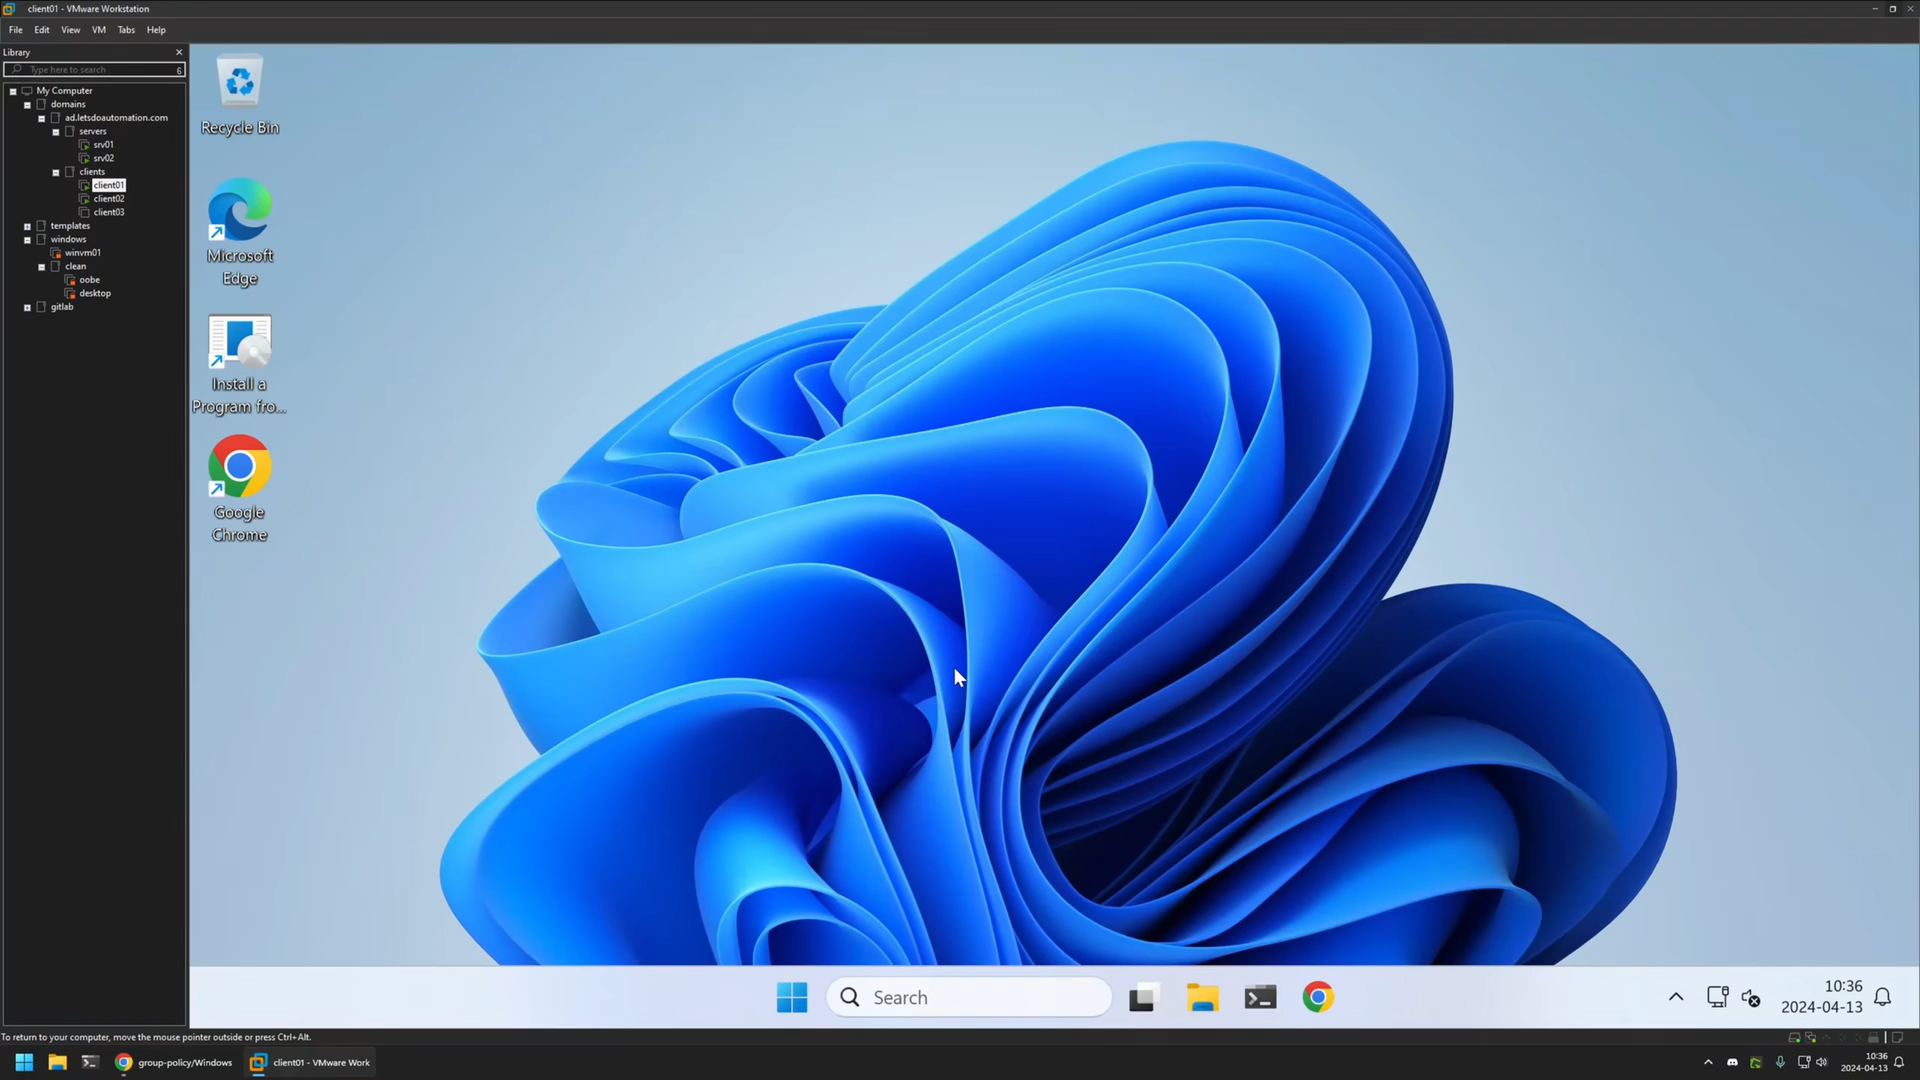 client01 - VMware Workstation
File Edit View VM Tabs Help
Library
Type here to search
My Computer
domains
ad.letsdoautomation.com
servers
srv01
srv02
clients
client01
client02
client03
templates
windows
winvm01
clean
oobe
desktop
gitlab
Recycle Bin
Microsoft
Edge
Install a
Program fro...
Google
Chrome
Search
10:36
2024-04-13
To return to your computer, move the mouse pointer outside or press Ctrl+Alt.
group-policy/Windows
client01 - VMware Work
10:36
2024-04-13